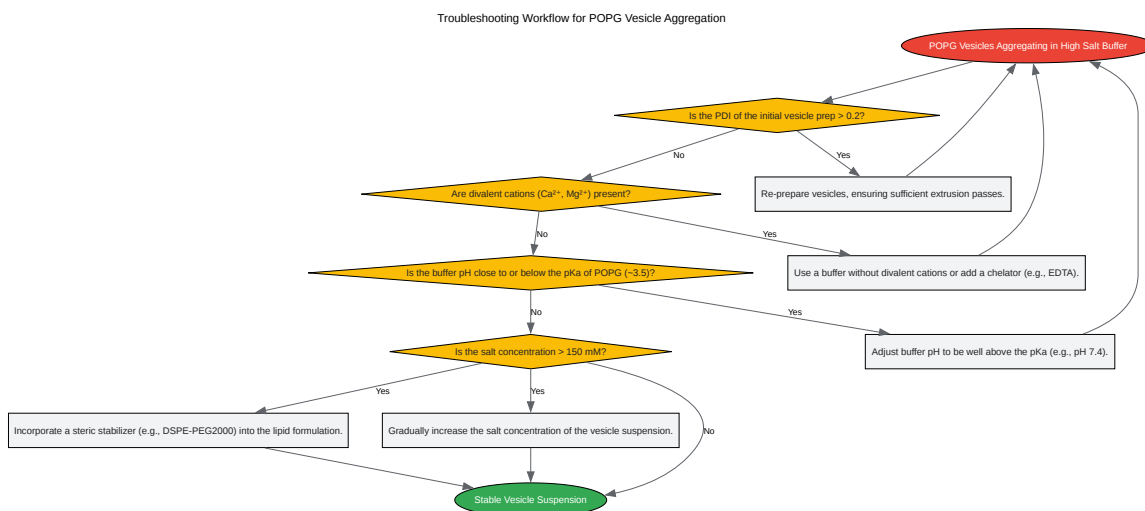 Troubleshooting Workflow for POPG Vesicle Aggregation
POPG Vesicles Aggregating in High Salt Buffer
Is the PDI of the initial vesicle prep > 0.2?
No
Yes
Are divalent cations (Ca²⁺, Mg²⁺) present?
Re-prepare vesicles, ensuring sufficient extrusion passes.
No
Yes
Is the buffer pH close to or below the pKa of POPG (~3.5)?
Use a buffer without divalent cations or add a chelator (e.g., EDTA).
No
Yes
Is the salt concentration > 150 mM?
Adjust buffer pH to be well above the pKa (e.g., pH 7.4).
Yes
Yes
No
Incorporate a steric stabilizer (e.g., DSPE-PEG2000) into the lipid formulation.
Gradually increase the salt concentration of the vesicle suspension.
Stable Vesicle Suspension